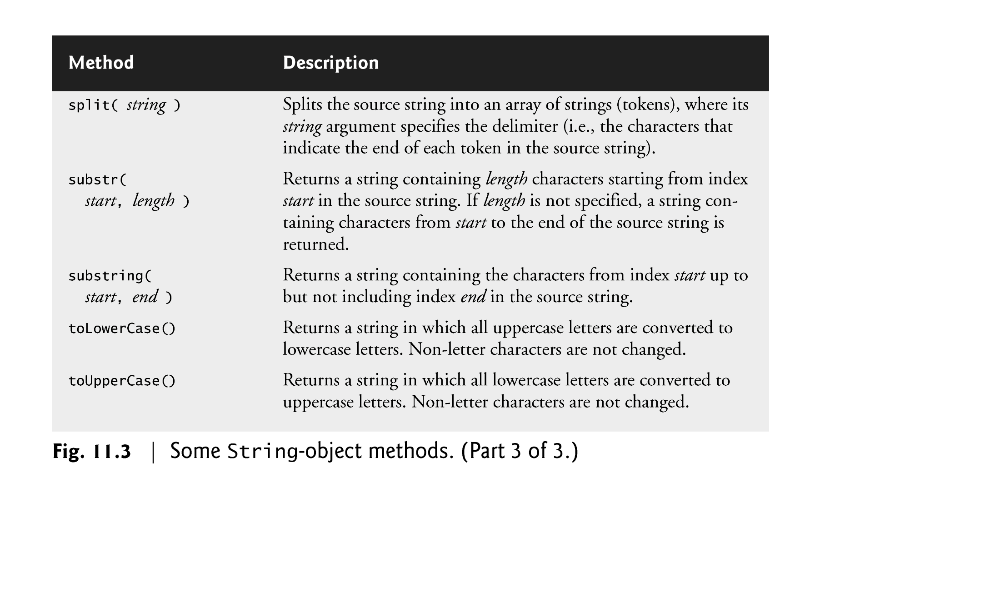 Method Description
split( string ) Splits the source string into an array of strings (tokens), where its
string argument specifies the delimiter (i.e., the characters that
indicate the end of each token in the source string).
substr( Returns a string containing length characters starting from index
start, length ) start in the source string. If length is not specified, a string con-
taining characters from start to the end of the source string is
returned.
substring( Returns a string containing the characters from index start up to
start, end ) but not including index end in the source string.
toLowerCase() Returns a string in which all uppercase letters are converted to
lowercase letters. Non-letter characters are not changed.
toUpperCase() Returns a string in which all lowercase letters are converted to
uppercase letters. Non-letter characters are not changed.
Fig. 11.3 | Some String-object methods. (Part 3 of 3.)